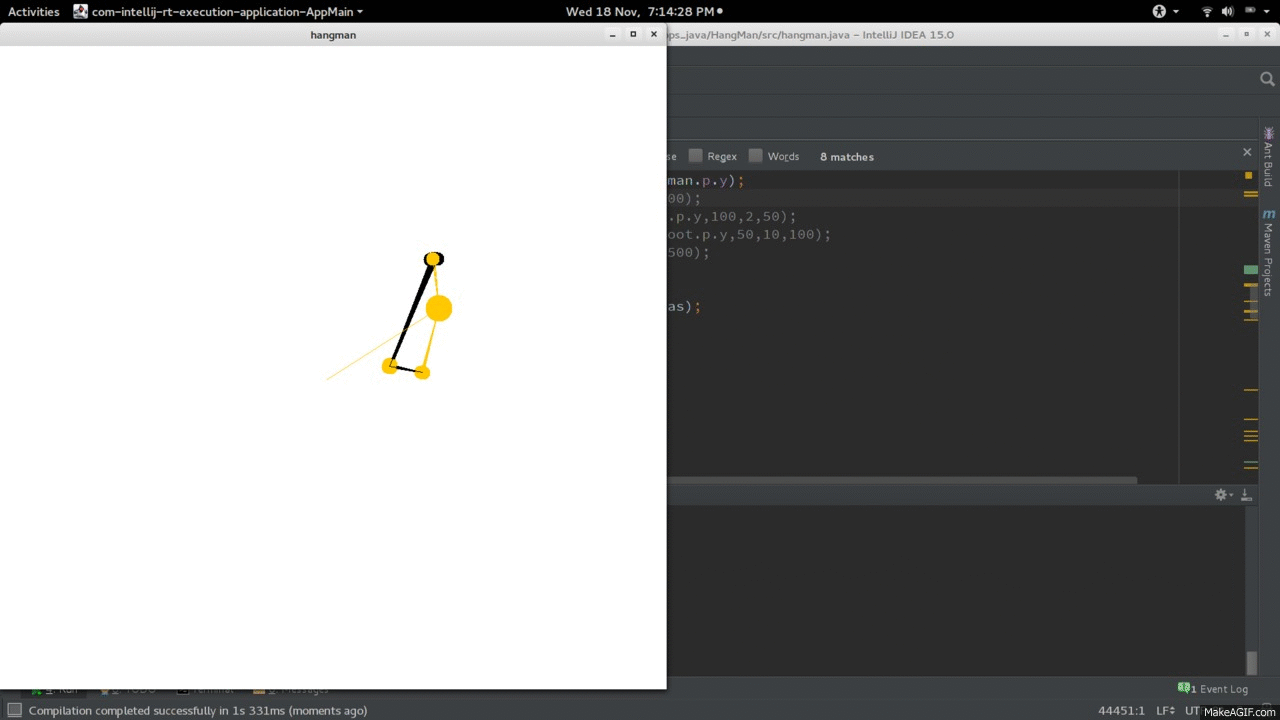 Activities com-intellij-rt-execution-application-AppMain Wed 18 Nov, 7:14:28 PM
hangman
ps_java/HangMan/src/hangman.java – IntelliJ IDEA 15.0
se Regex Words 8 matches
man.p.y);
00);
.p.y,100,2,50);
oot.p.y,50,10,100);
500);
as);
Ant Build
m Maven Projects
Terminal
1 Event Log
Compilation completed successfully in 1s 331ms (moments ago) 44451:1 LF UT
MakeAGIF.com